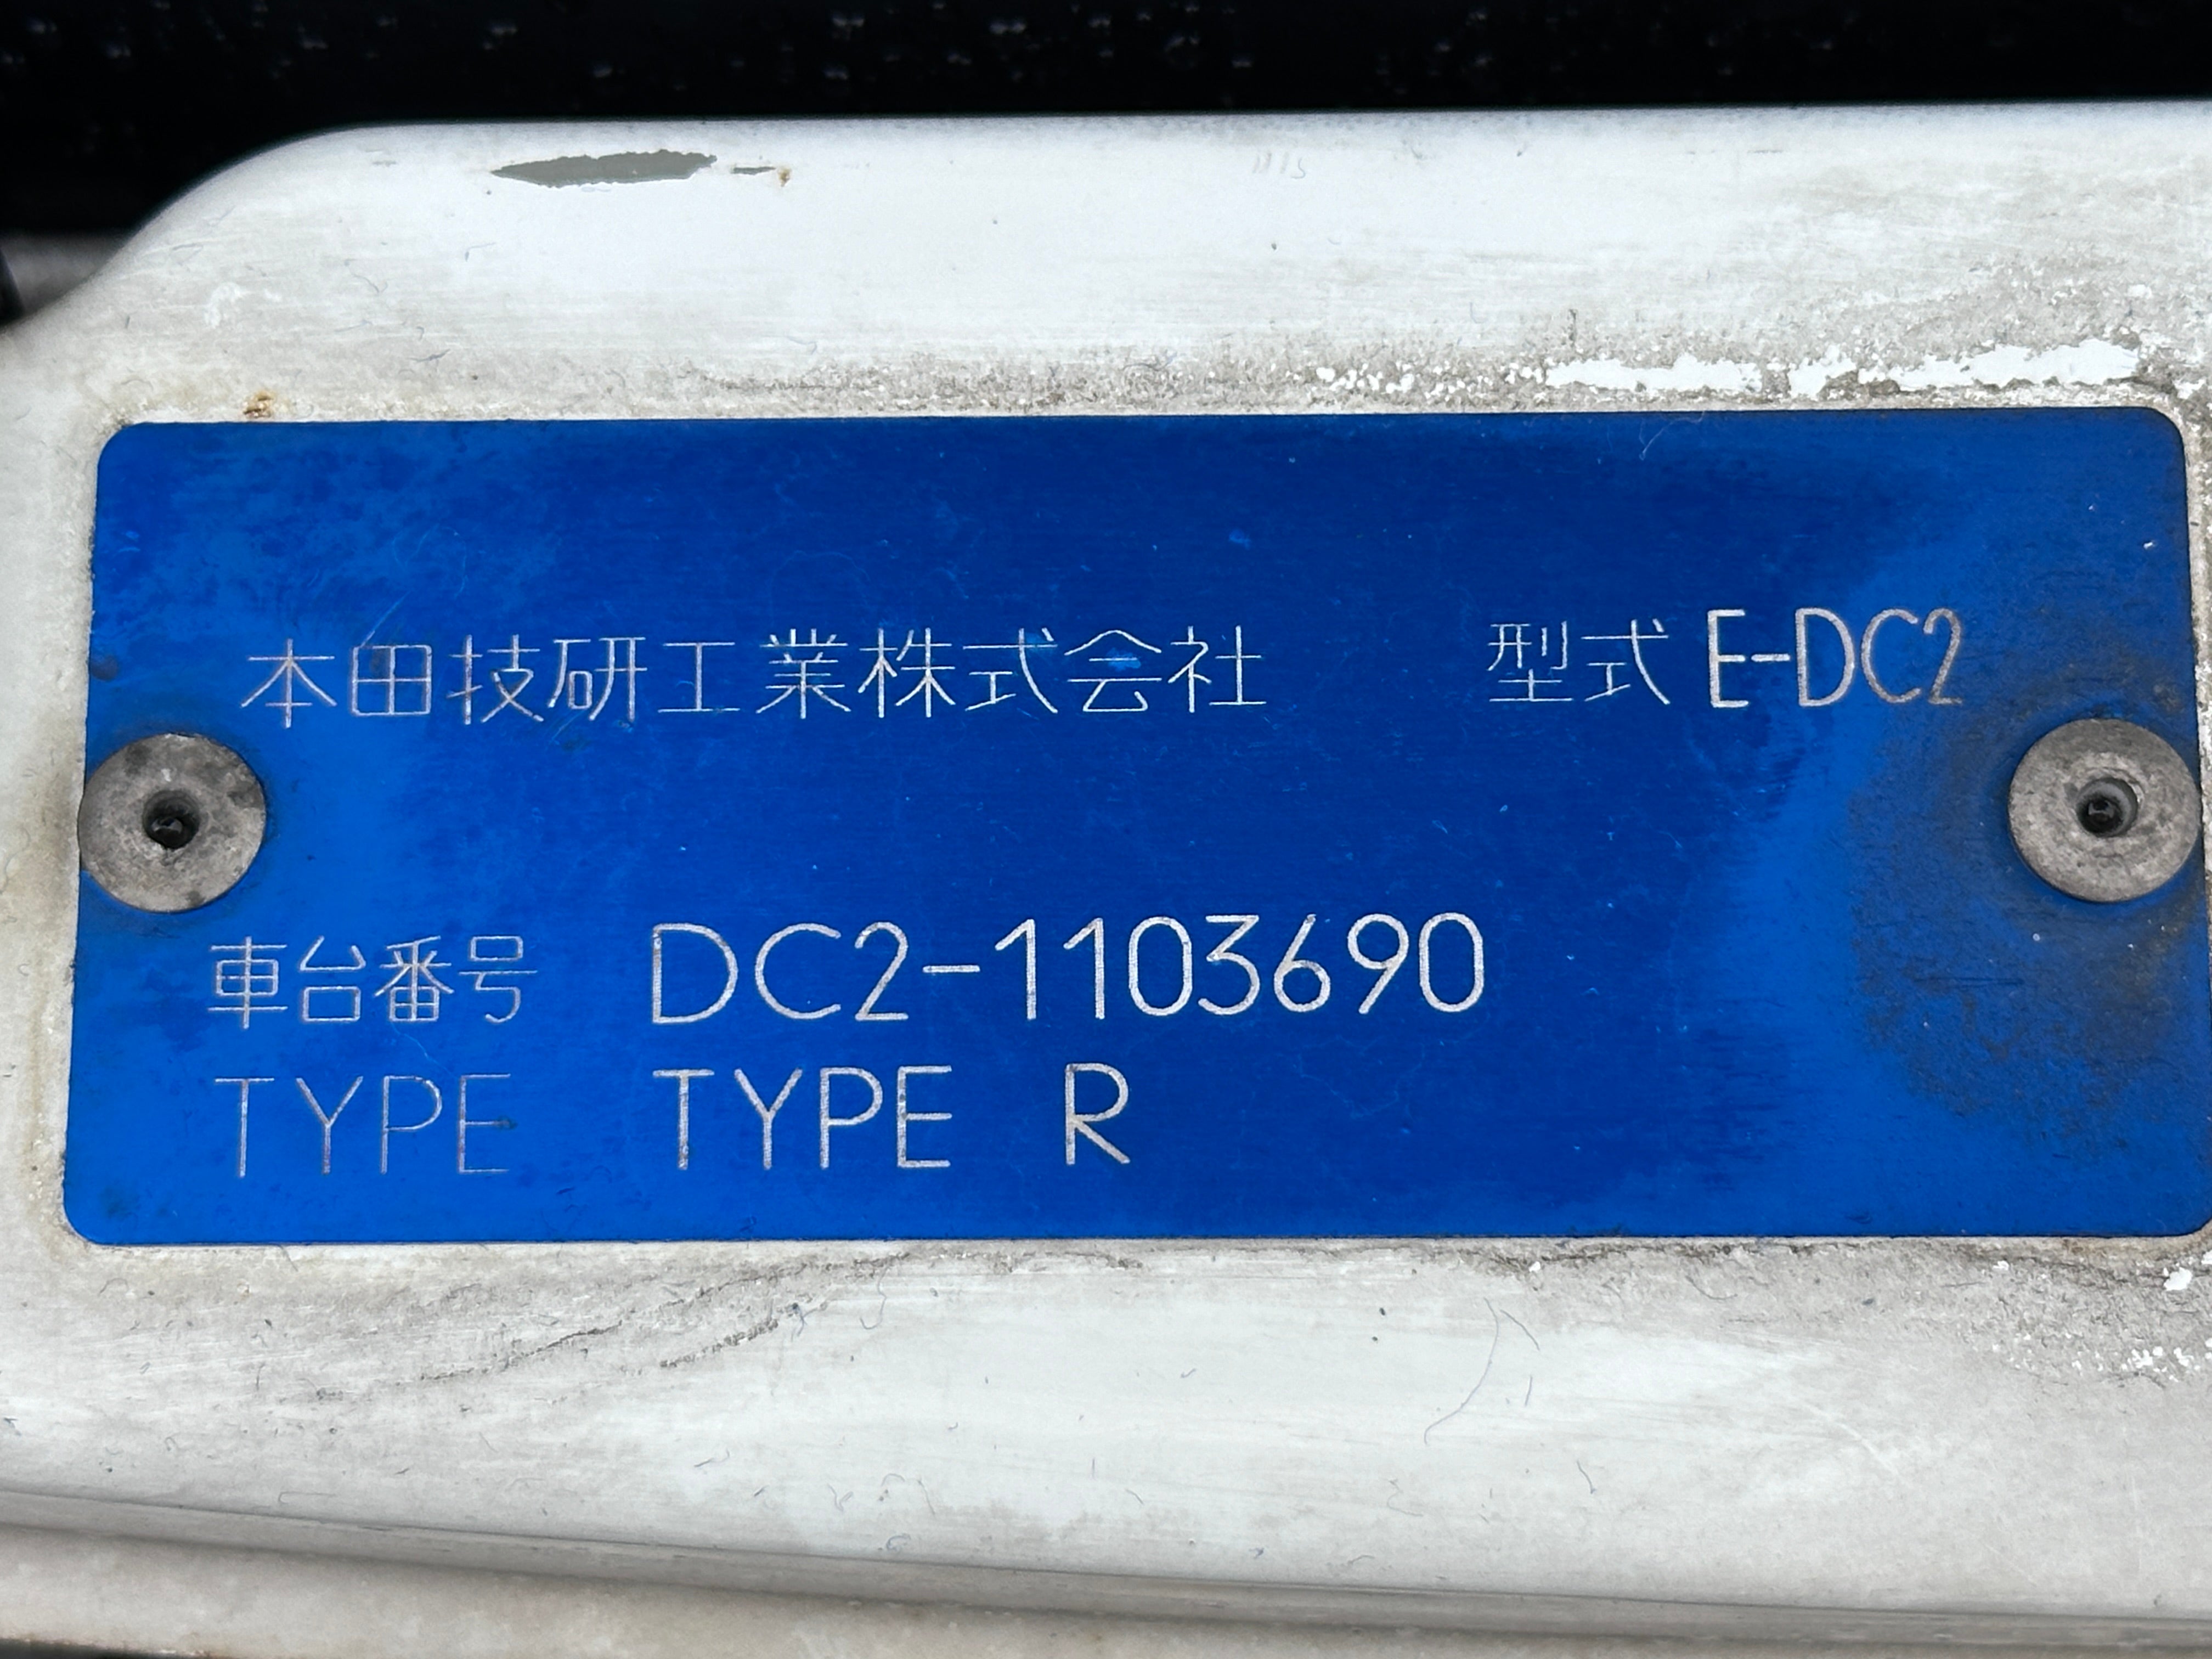 本田技研工業株式会社 型式 E-DC2
車台番号 DC2-1103690
TYPE TYPE R